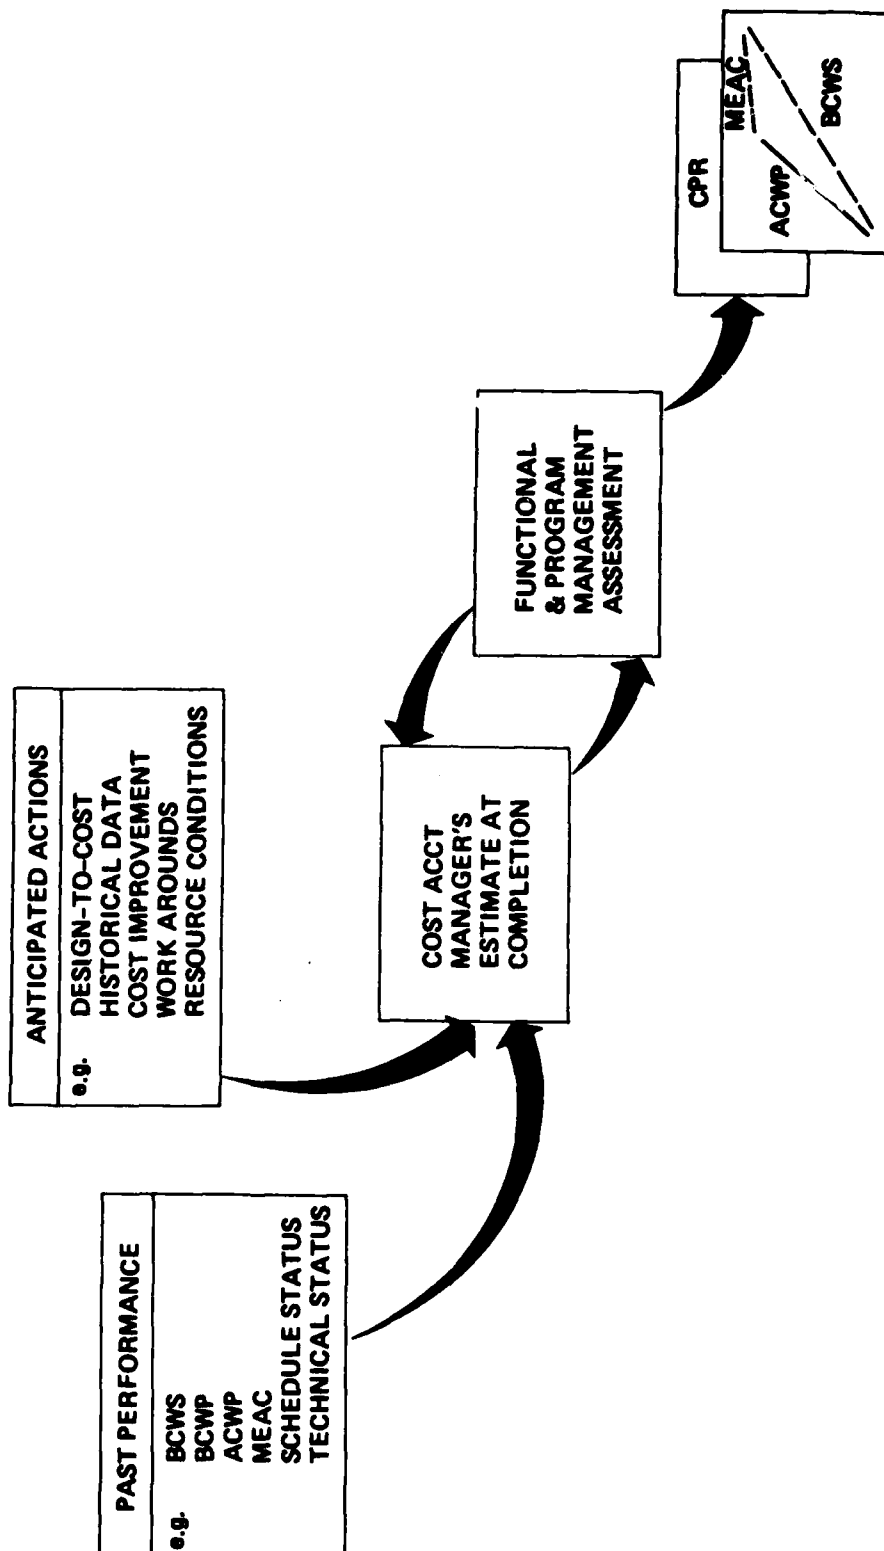 PAST PERFORMANCE
e.g. BCWS
BCWP
ACWP
MEAC
SCHEDULE STATUS
TECHNICAL STATUS
ANTICIPATED ACTIONS
e.g. DESIGN-TO-COST
HISTORICAL DATA
COST IMPROVEMENT
WORK AROUNDS
RESOURCE CONDITIONS
COST ACCT
MANAGER'S
ESTIMATE AT
COMPLETION
FUNCTIONAL
& PROGRAM
MANAGEMENT
ASSESSMENT
CPR
MEAC
ACWP
BCWS